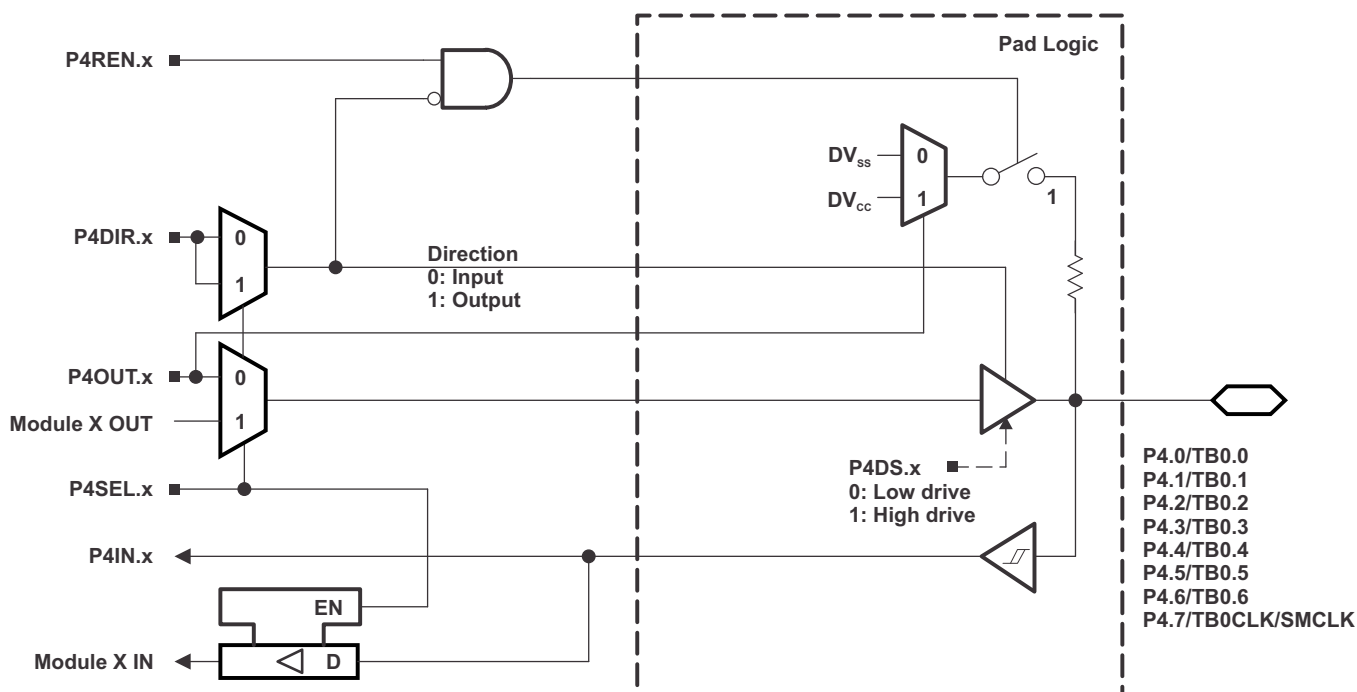 Pad Logic
P4REN.x
DVss
0
DVcc
1
1
P4DIR.x
0
1
Direction
0: Input
1: Output
P4OUT.x
0
Module X OUT
1
P4SEL.x
P4DS.x
0: Low drive
1: High drive
P4.0/TB0.0
P4.1/TB0.1
P4.2/TB0.2
P4.3/TB0.3
P4.4/TB0.4
P4.5/TB0.5
P4.6/TB0.6
P4.7/TB0CLK/SMCLK
P4IN.x
EN
Module X IN
D